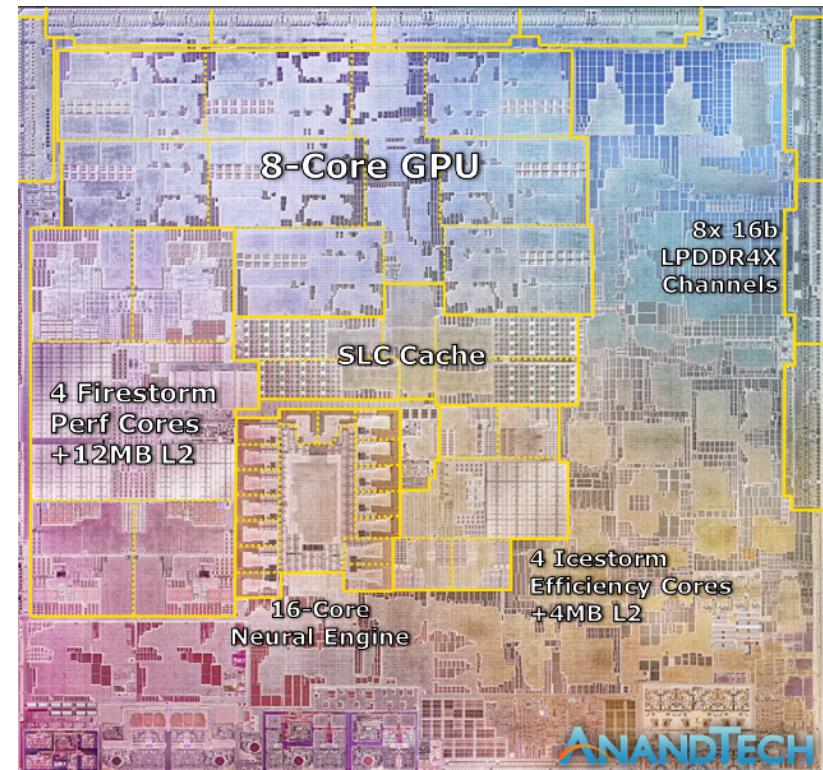 8-Core GPU
8x 16b
LPDDR4X
Channels
SLC Cache
4 Firestorm
Perf Cores
+12MB L2
4 Icestorm
Efficiency Cores
+4MB L2
16-Core
Neural Engine
ANANDTECH